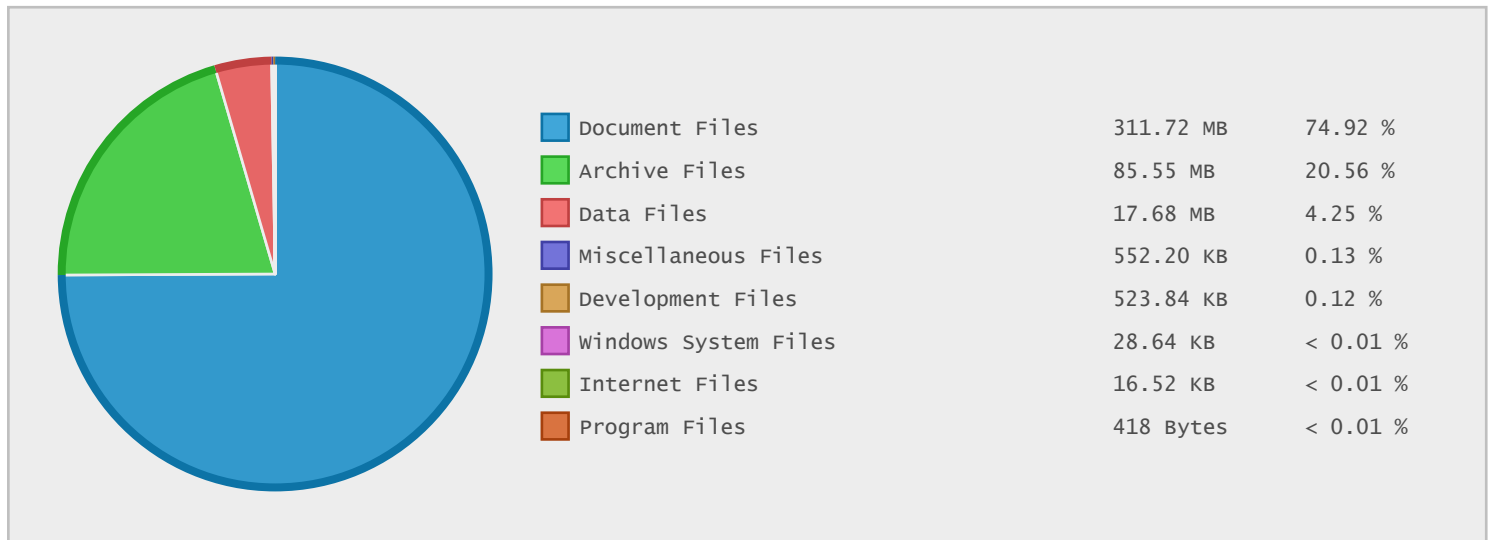 Document Files 311.72 MB 74.92 %
Archive Files 85.55 MB 20.56 %
Data Files 17.68 MB 4.25 %
Miscellaneous Files 552.20 KB 0.13 %
Development Files 523.84 KB 0.12 %
Windows System Files 28.64 KB < 0.01 %
Internet Files 16.52 KB < 0.01 %
Program Files 418 Bytes < 0.01 %